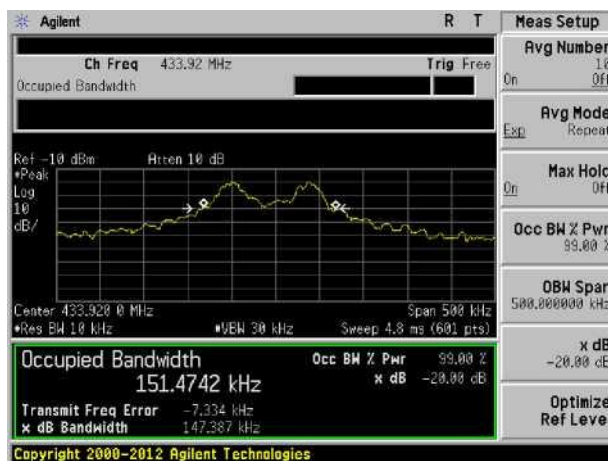 Agilent R T Meas Setup
Ch Freq 433.92 MHz Trig Free
Occupied Bandwidth
Avg Number
10
On Off
Avg Mode
Exp Repeat
Max Hold
On Off
Occ BW % Pwr
99.00 %
OBW Span
500.000000 kHz
x dB
-20.00 dB
Optimize
Ref Level
Ref -10 dBm Atten 10 dB
*Peak
Log
10
dB/
Center 433.920 0 MHz Span 500 kHz
*Res BW 10 kHz *VBW 30 kHz Sweep 4.8 ms (601 pts)
Occupied Bandwidth Occ BW % Pwr 99.00 %
151.4742 kHz x dB -20.00 dB
Transmit Freq Error -7.334 kHz
x dB Bandwidth 147.387 kHz
Copyright 2000-2012 Agilent Technologies